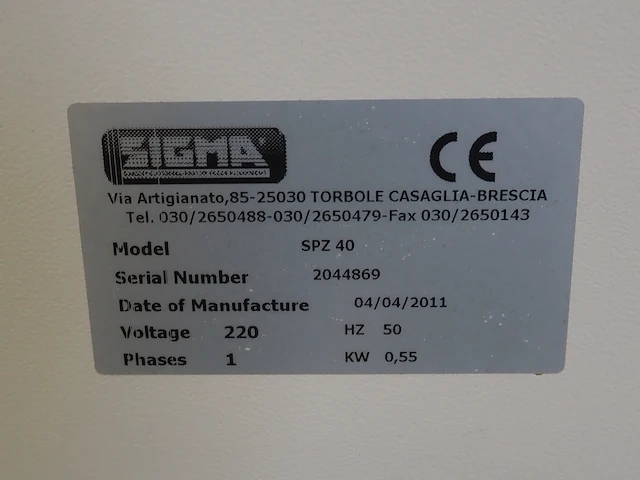 SIGMA
CE
Via Artigianato,85-25030 TORBOLE CASAGLIA-BRESCIA
Tel. 030/2650488-030/2650479-Fax 030/2650143
Model SPZ 40
Serial Number 2044869
Date of Manufacture 04/04/2011
Voltage 220 HZ 50
Phases 1 KW 0,55